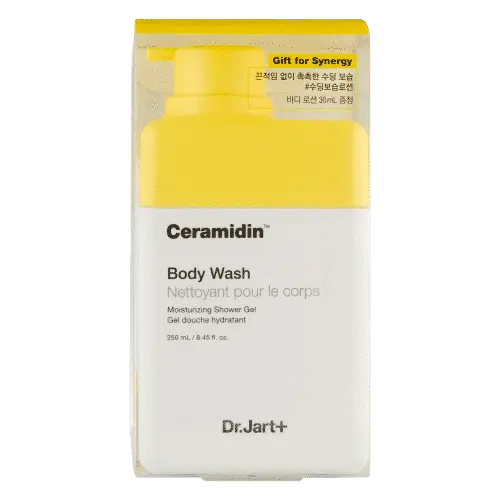 Gift for Synergy
끈적임 없이 촉촉한 수딩 보습
#수딩보습로션
바디 로션 30mL 증정
Ceramidin™
Body Wash
Nettoyant pour le corps
Moisturizing Shower Gel
Gel douche hydratant
250 mL / 8.45 fl. oz.
Dr.Jart+